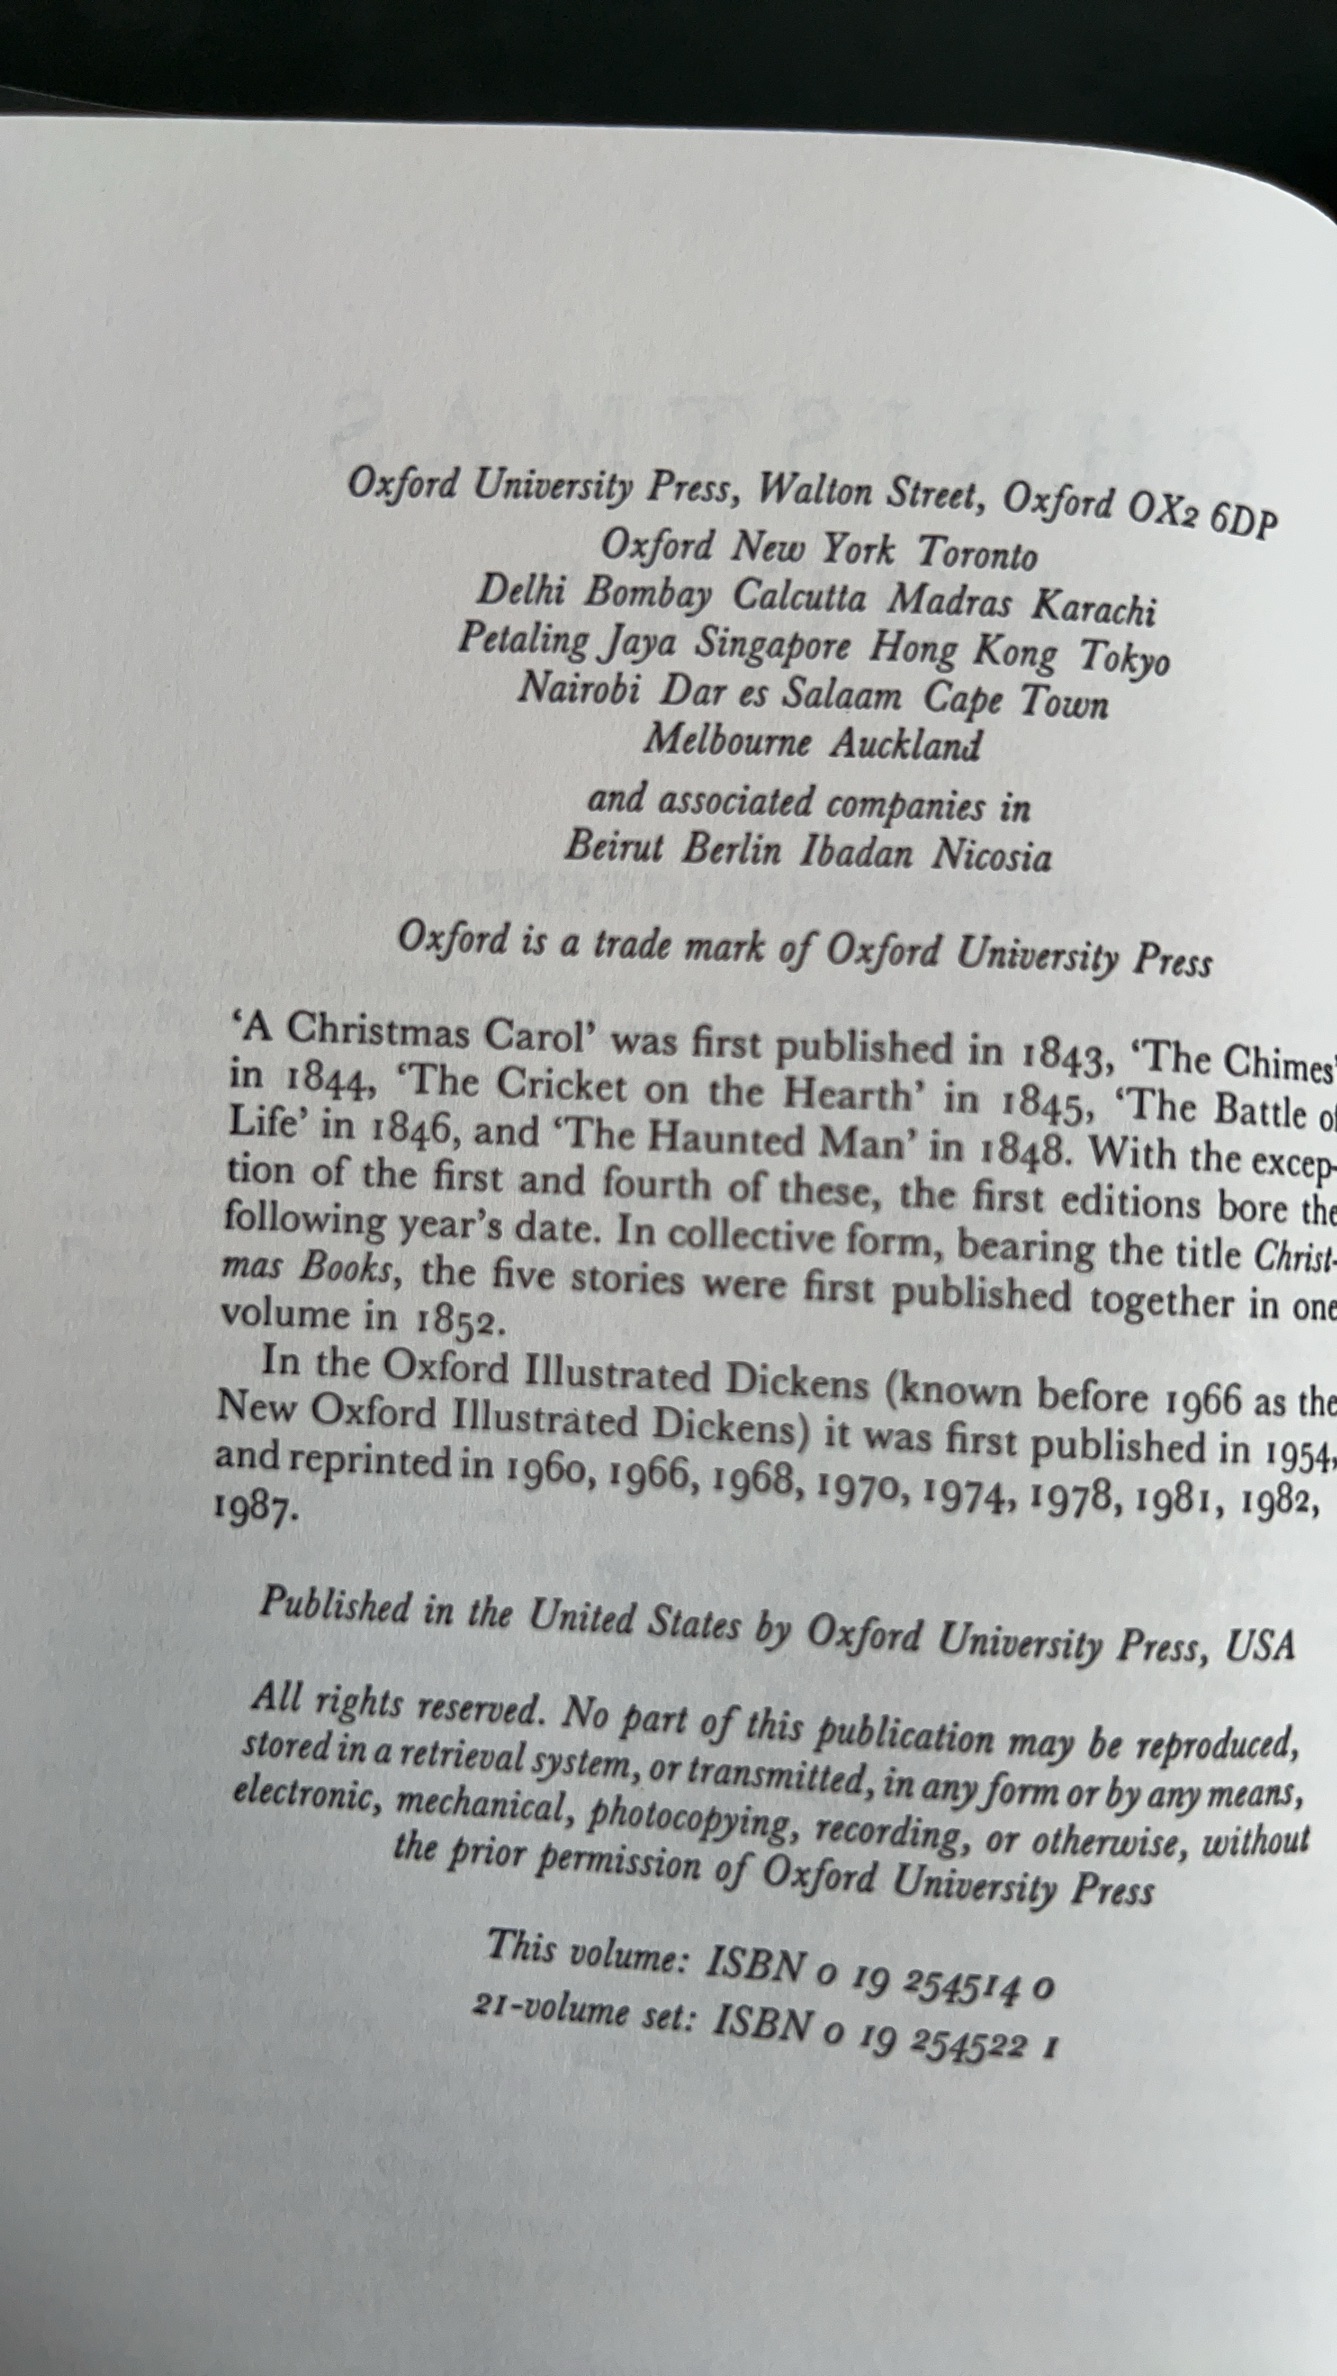 Oxford University Press, Walton Street, Oxford OX2 6DP
Oxford New York Toronto
Delhi Bombay Calcutta Madras Karachi
Petaling Jaya Singapore Hong Kong Tokyo
Nairobi Dar es Salaam Cape Town
Melbourne Auckland
and associated companies in
Beirut Berlin Ibadan Nicosia
Oxford is a trade mark of Oxford University Press
‘A Christmas Carol’ was first published in 1843, ‘The Chimes’
in 1844, ‘The Cricket on the Hearth’ in 1845, ‘The Battle of
Life’ in 1846, and ‘The Haunted Man’ in 1848. With the excep-
tion of the first and fourth of these, the first editions bore the
following year’s date. In collective form, bearing the title Christ-
mas Books, the five stories were first published together in one
volume in 1852.
In the Oxford Illustrated Dickens (known before 1966 as the
New Oxford Illustrated Dickens) it was first published in 1954,
and reprinted in 1960, 1966, 1968, 1970, 1974, 1978, 1981, 1982,
1987.
Published in the United States by Oxford University Press, USA
All rights reserved. No part of this publication may be reproduced,
stored in a retrieval system, or transmitted, in any form or by any means,
electronic, mechanical, photocopying, recording, or otherwise, without
the prior permission of Oxford University Press
This volume: ISBN 0 19 254514 0
21-volume set: ISBN 0 19 254522 1